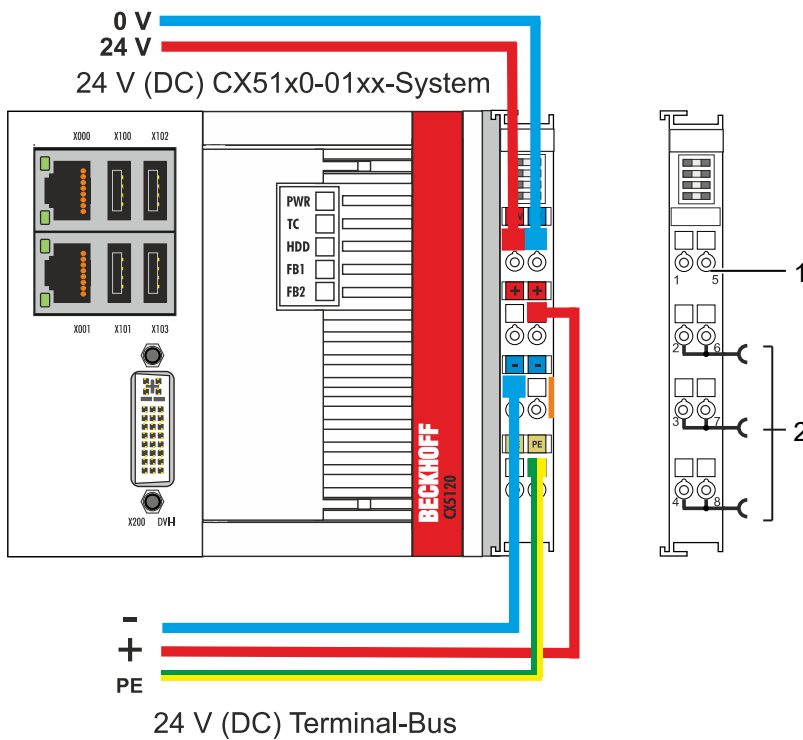 0 V
24 V
24 V (DC) CX51x0-01xx-System
X000 X100 X102
X001 X101 X103
X200 DVI-I
PWR
TC
HDD
FB1
FB2
BECKHOFF
CX5120
+ +
- -
PE
1 5
2 6
3 7
4 8
1
2
-
+
PE
24 V (DC) Terminal-Bus